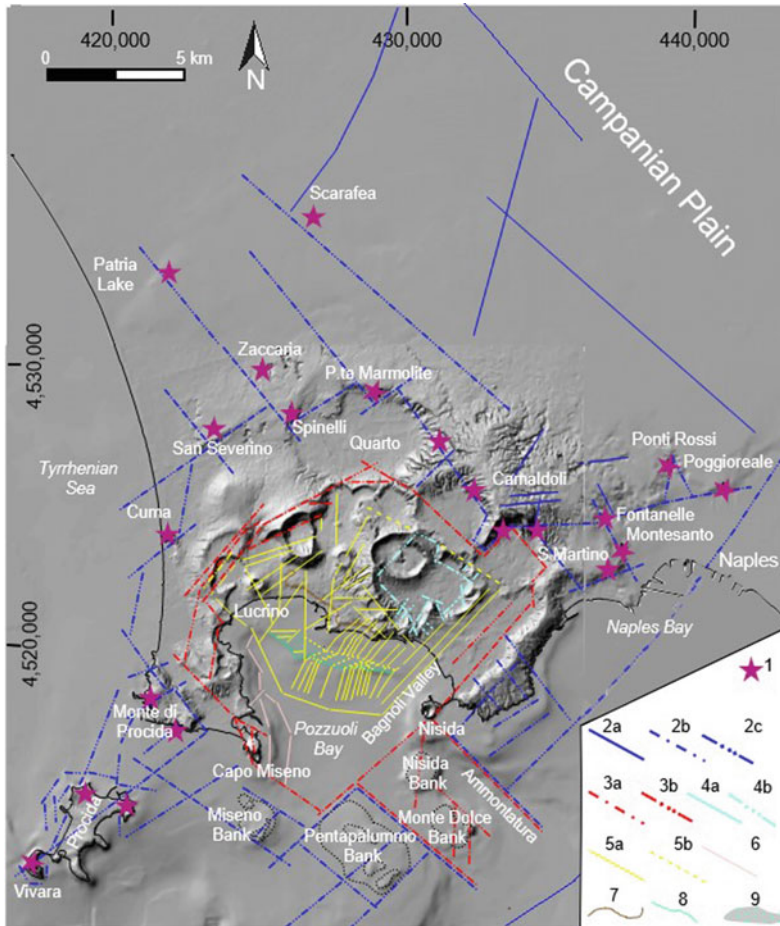 420,000
430,000
440,000
0
5 km
N
Campanian Plain
Scarafea
Patria
Lake
4,530,000
Zaccaria
P.ta Marmolite
Spinelli
San Severino
Quarto
Ponti Rossi
Poggioreale
Tyrrhenian
Sea
Camaldoli
Cuma
Fontanelle
Montesanto
S.Martino
Naples
Lucrino
4,520,000
Naples Bay
Bagnoli Valley
Monte di
Procida
Pozzuoli
Bay
Nisida
Capo Miseno
Nisida
Bank
Ammontatura
Procida
Miseno
Bank
Monte Dolce
Bank
Pentapalummo
Bank
Vivara
1
2a 2b 2c
3a 3b 4a 4b
5a 5b 6
7 8 9